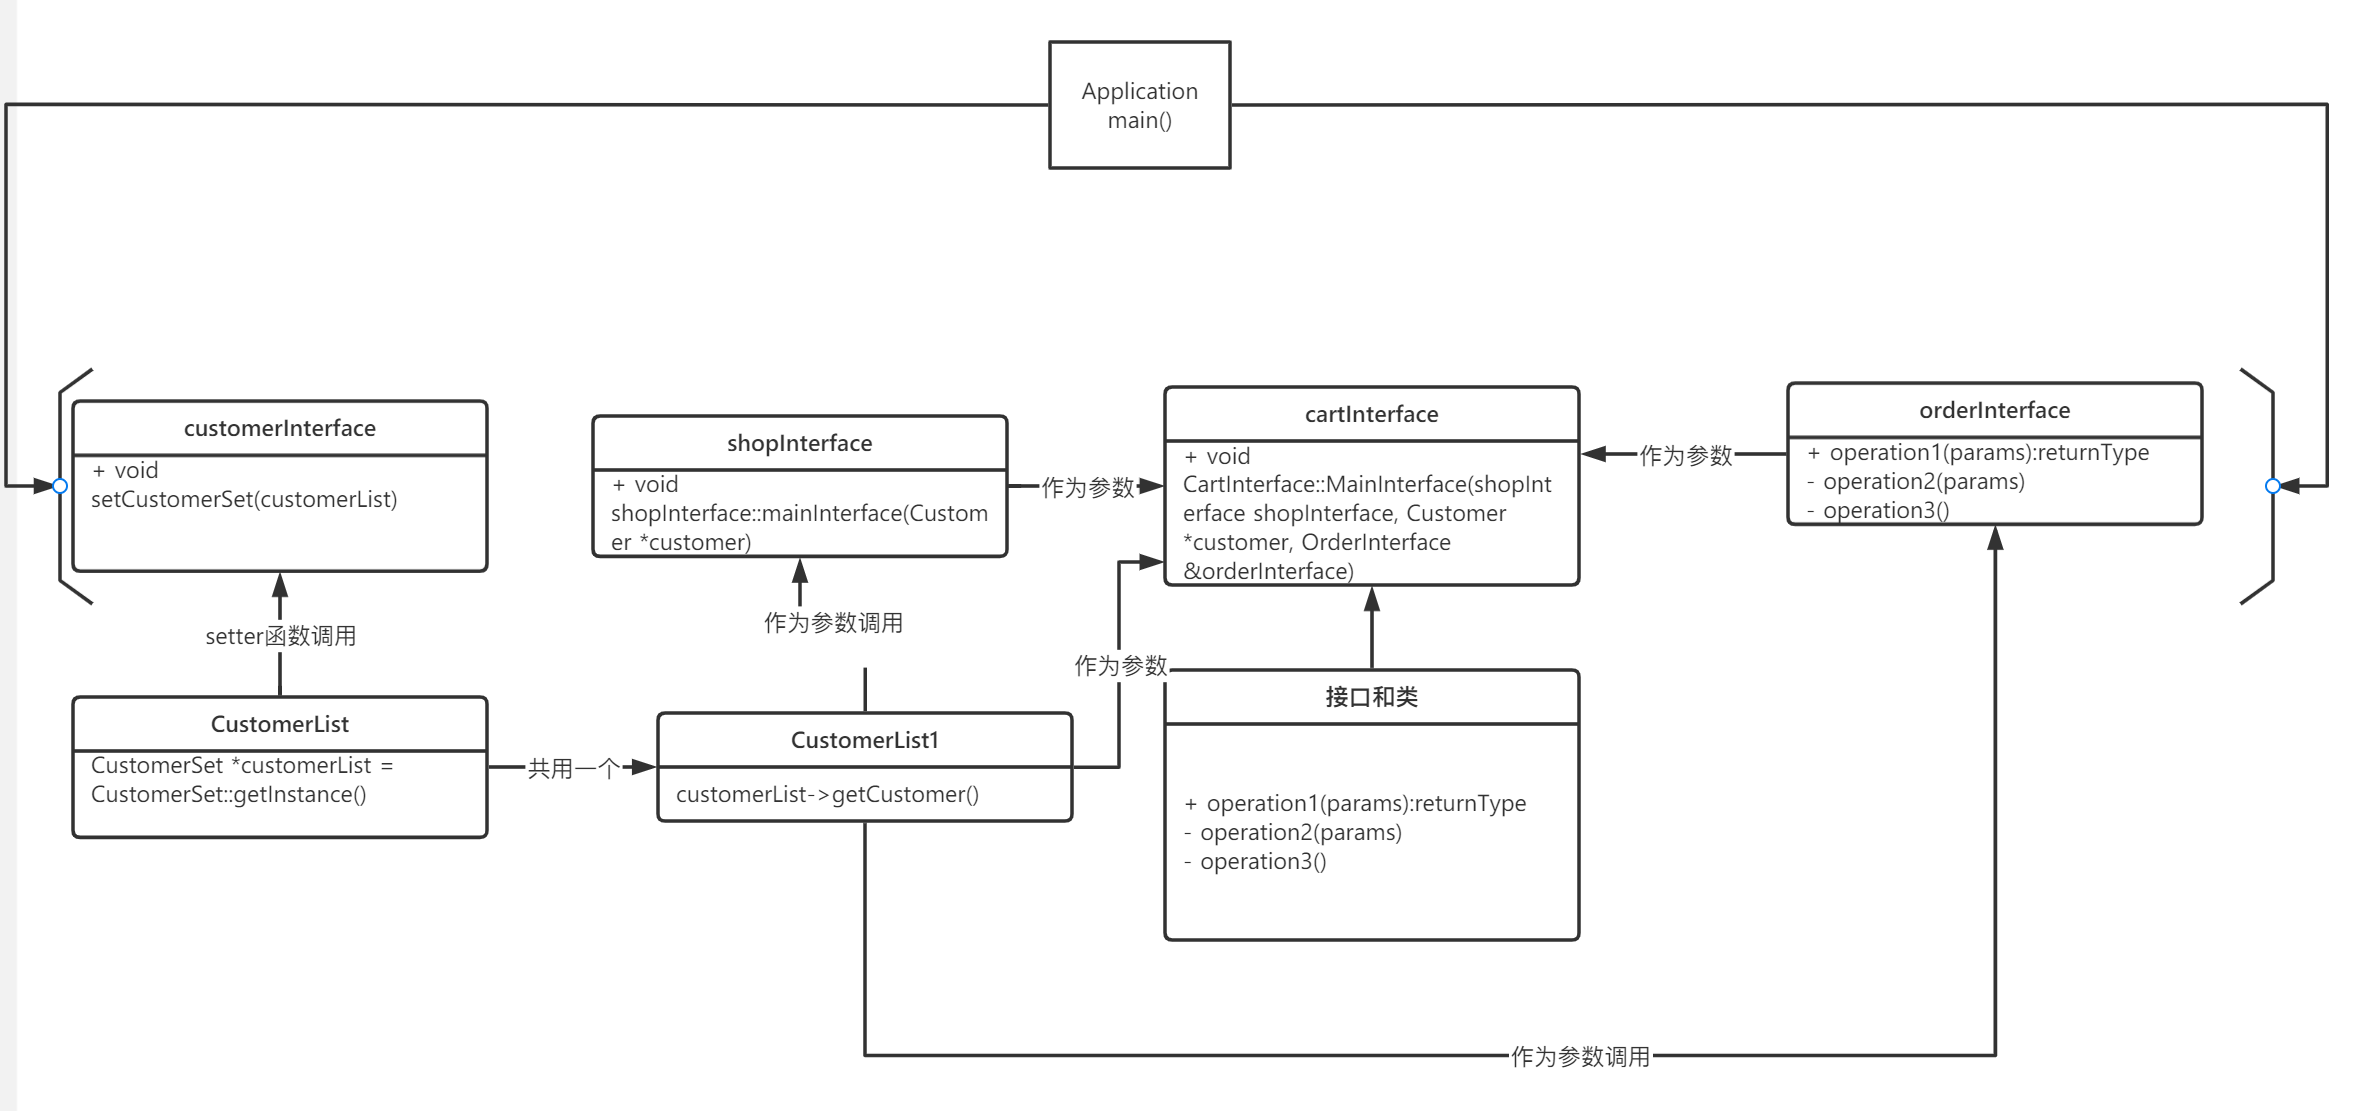 Application
main()
customerInterface
+ void
setCustomerSet(customerList)
shopInterface
+ void
shopInterface::mainInterface(Custom
er *customer)
作为参数
cartInterface
+ void
CartInterface::MainInterface(shopInt
erface shopInterface, Customer
*customer, OrderInterface
&orderInterface)
作为参数
orderInterface
+ operation1(params):returnType
- operation2(params)
- operation3()
setter函数调用
作为参数调用
作为参数
CustomerList
CustomerSet *customerList =
CustomerSet::getInstance()
共用一个
CustomerList1
customerList->getCustomer()
接口和类
+ operation1(params):returnType
- operation2(params)
- operation3()
作为参数调用